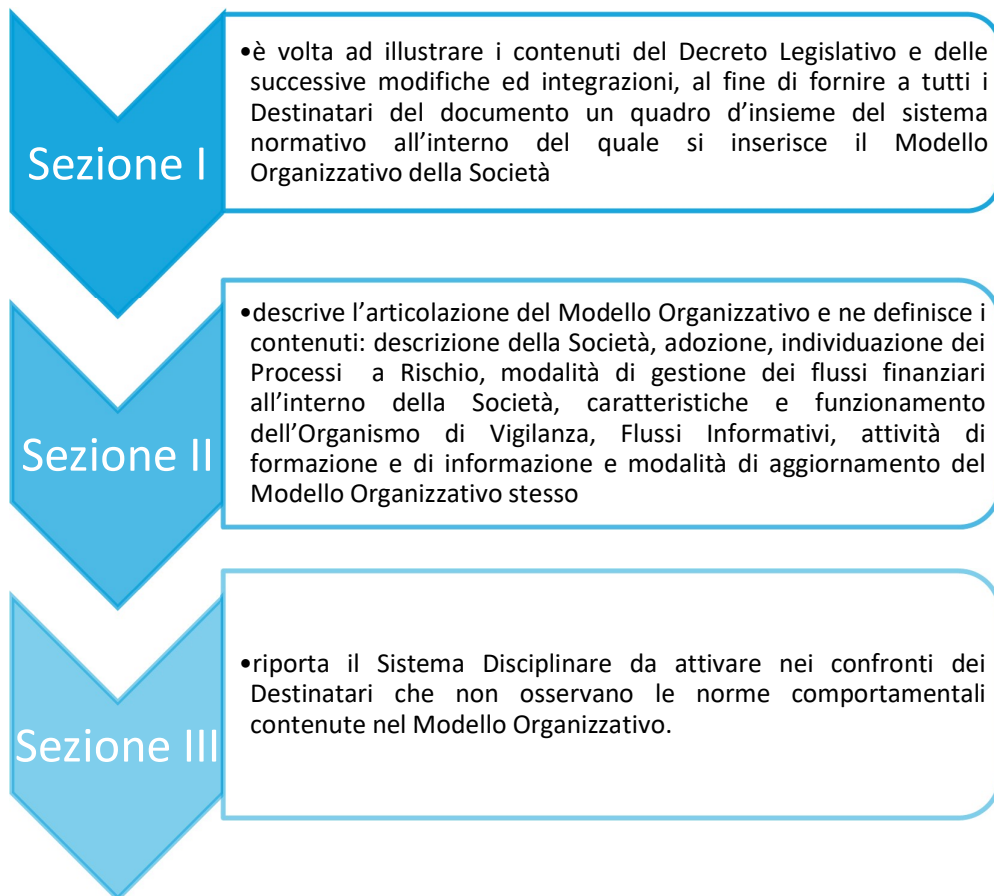 Sezione I
•è volta ad illustrare i contenuti del Decreto Legislativo e delle
successive modifiche ed integrazioni, al fine di fornire a tutti i
Destinatari del documento un quadro d’insieme del sistema
normativo all’interno del quale si inserisce il Modello
Organizzativo della Società
Sezione II
•descrive l’articolazione del Modello Organizzativo e ne definisce i
contenuti: descrizione della Società, adozione, individuazione dei
Processi a Rischio, modalità di gestione dei flussi finanziari
all’interno della Società, caratteristiche e funzionamento
dell’Organismo di Vigilanza, Flussi Informativi, attività di
formazione e di informazione e modalità di aggiornamento del
Modello Organizzativo stesso
Sezione III
•riporta il Sistema Disciplinare da attivare nei confronti dei
Destinatari che non osservano le norme comportamentali
contenute nel Modello Organizzativo.